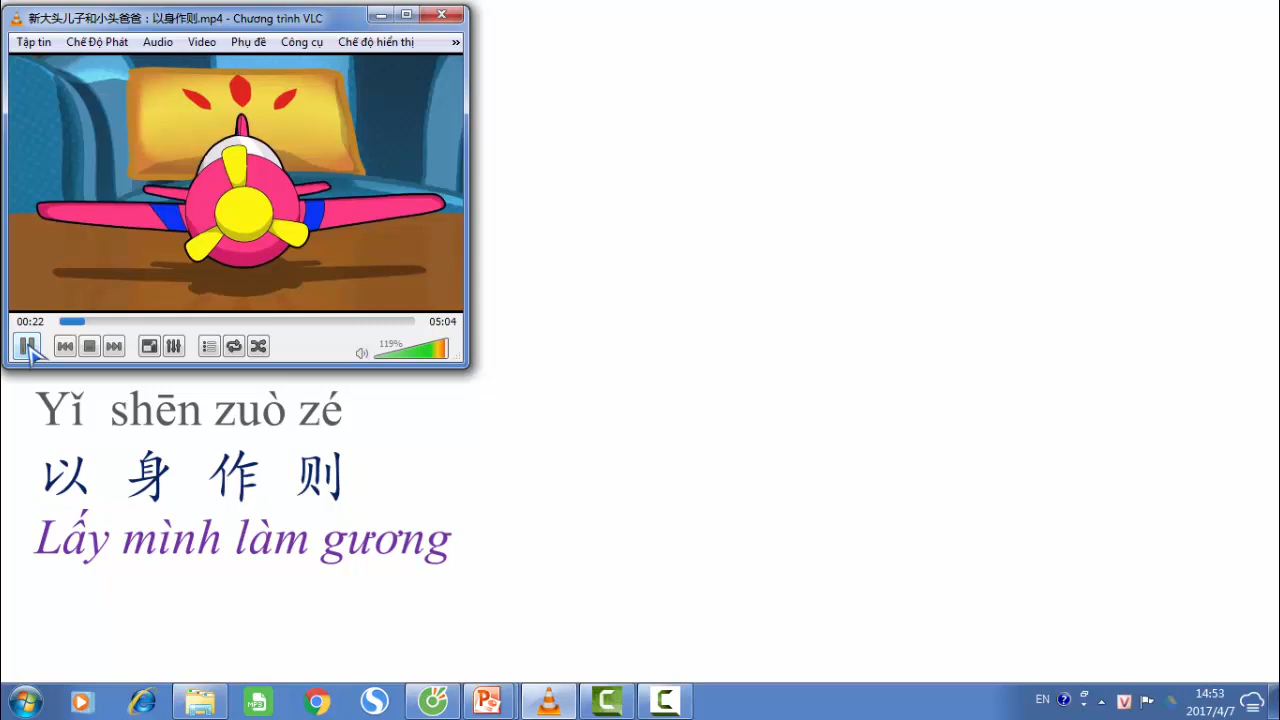 新大头儿子和小头爸爸：以身作则.mp4 - Chương trình VLC
Tập tin Chế Độ Phát Audio Video Phụ đề Công cụ Chế độ hiển thị »
00:22 05:04
119%
Yǐ shēn zuò zé
以 身 作 则
Lấy mình làm gương
MP3
EN 14:53
2017/4/7